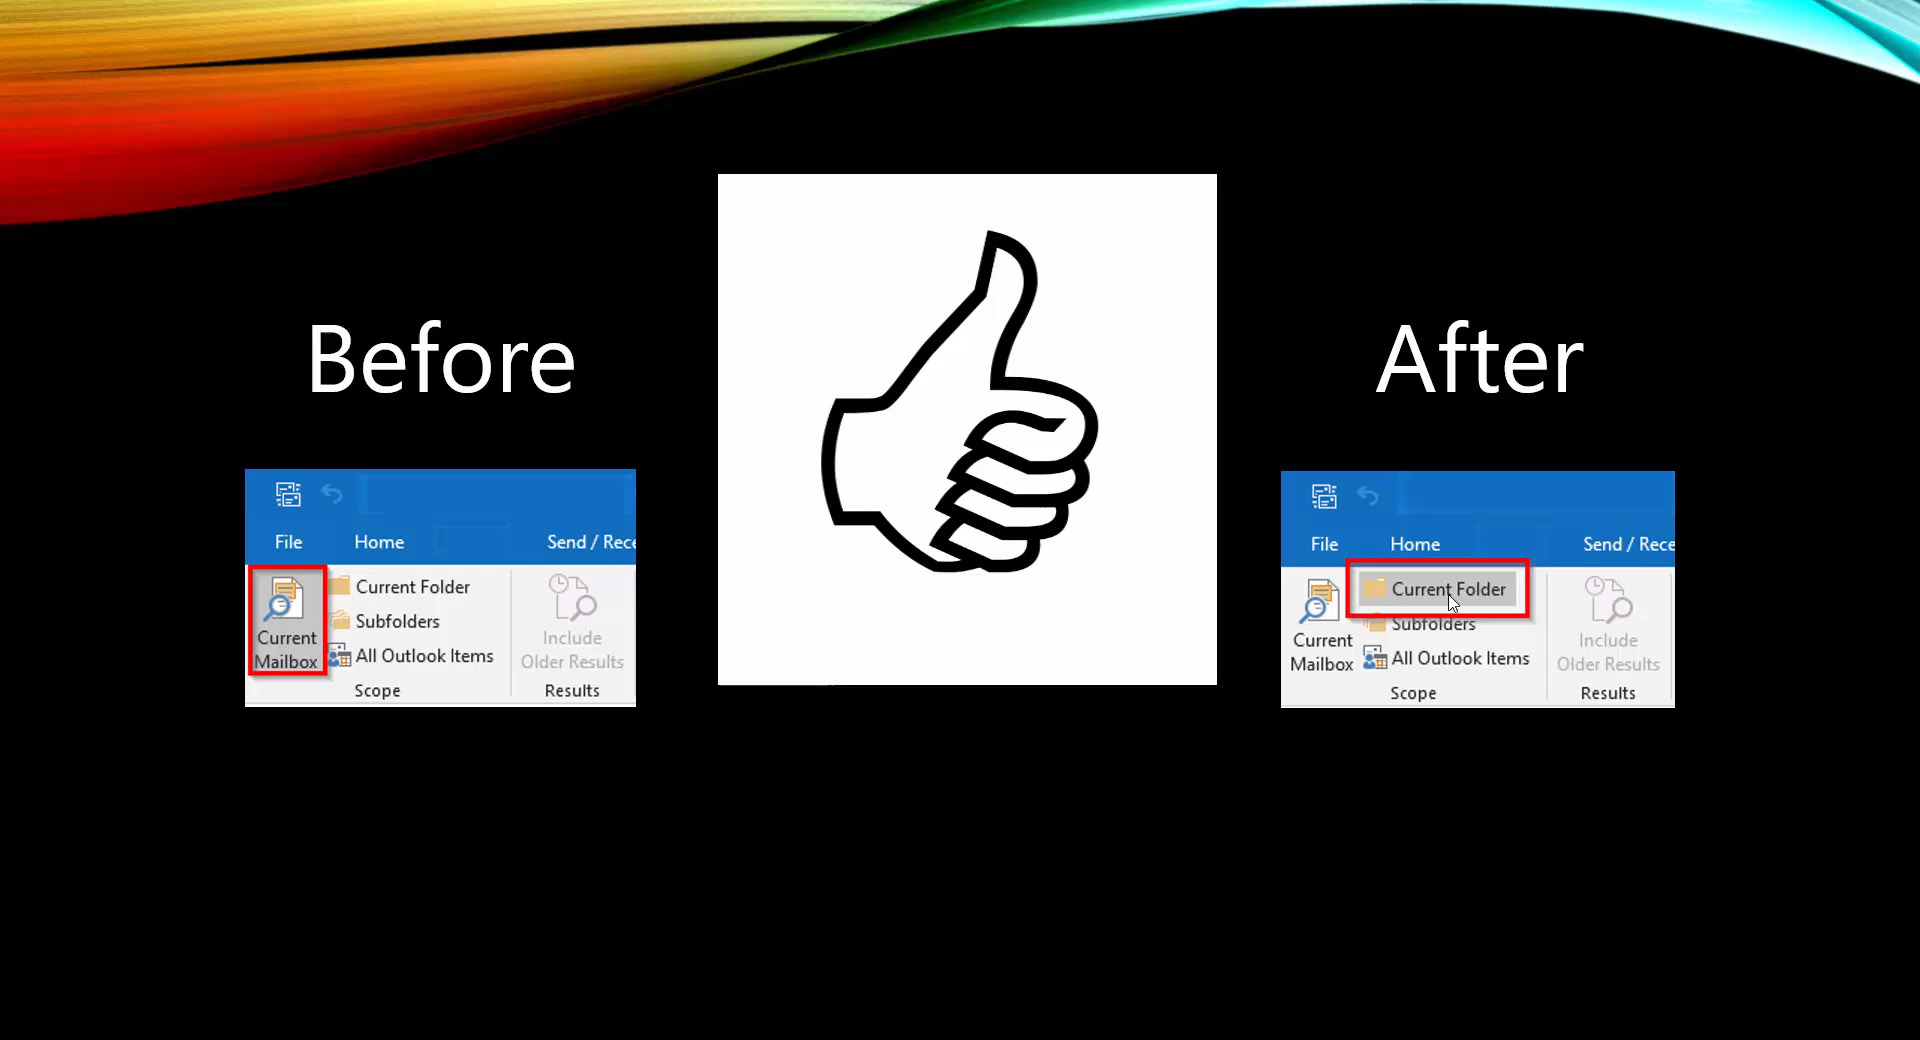 Before
After
File Home Send / Rece
Current Mailbox
Current Folder
Subfolders
All Outlook Items
Scope
Include
Older Results
Results
File Home Send / Rece
Current
Mailbox
Current Folder
Subfolders
All Outlook Items
Scope
Include
Older Results
Results